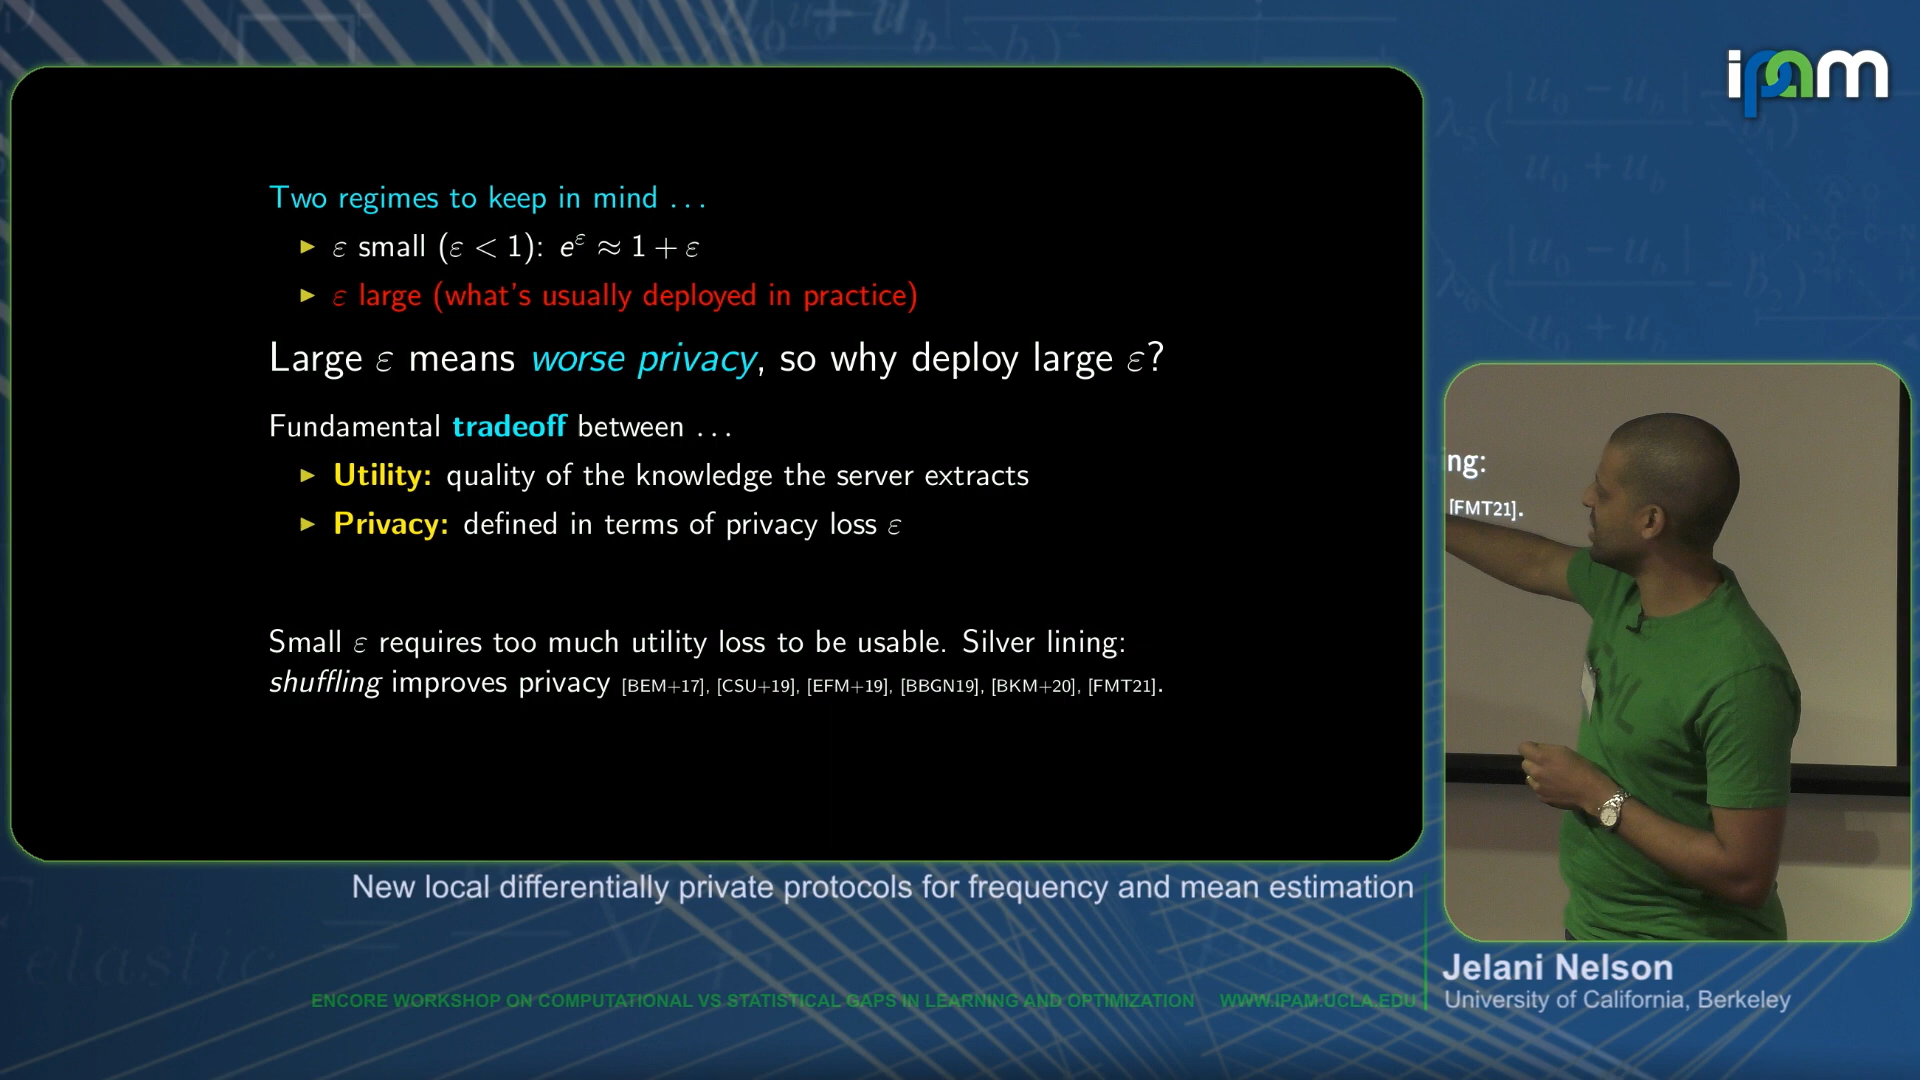 ipam
Two regimes to keep in mind ...
▶ ε small (ε < 1): e^ε ≈ 1 + ε
▶ ε large (what's usually deployed in practice)
Large ε means worse privacy, so why deploy large ε?
Fundamental tradeoff between ...
▶ Utility: quality of the knowledge the server extracts
▶ Privacy: defined in terms of privacy loss ε
Small ε requires too much utility loss to be usable. Silver lining:
shuffling improves privacy [BEM+17], [CSU+19], [EFM+19], [BBGN19], [BKM+20], [FMT21].
ng:
[FMT21].
New local differentially private protocols for frequency and mean estimation
Jelani Nelson
University of California, Berkeley
ENCORE WORKSHOP ON COMPUTATIONAL VS STATISTICAL GAPS IN LEARNING AND OPTIMIZATION WWW.IPAM.UCLA.EDU
elastic